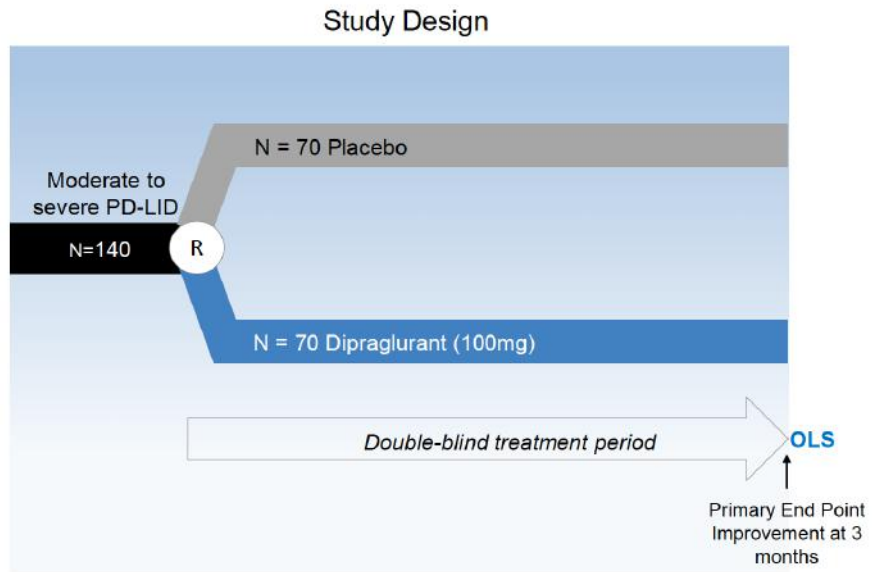 Study Design
N = 70 Placebo
Moderate to
severe PD-LID
N=140
R
N = 70 Dipraglurant (100mg)
Double-blind treatment period
OLS
Primary End Point
Improvement at 3
months